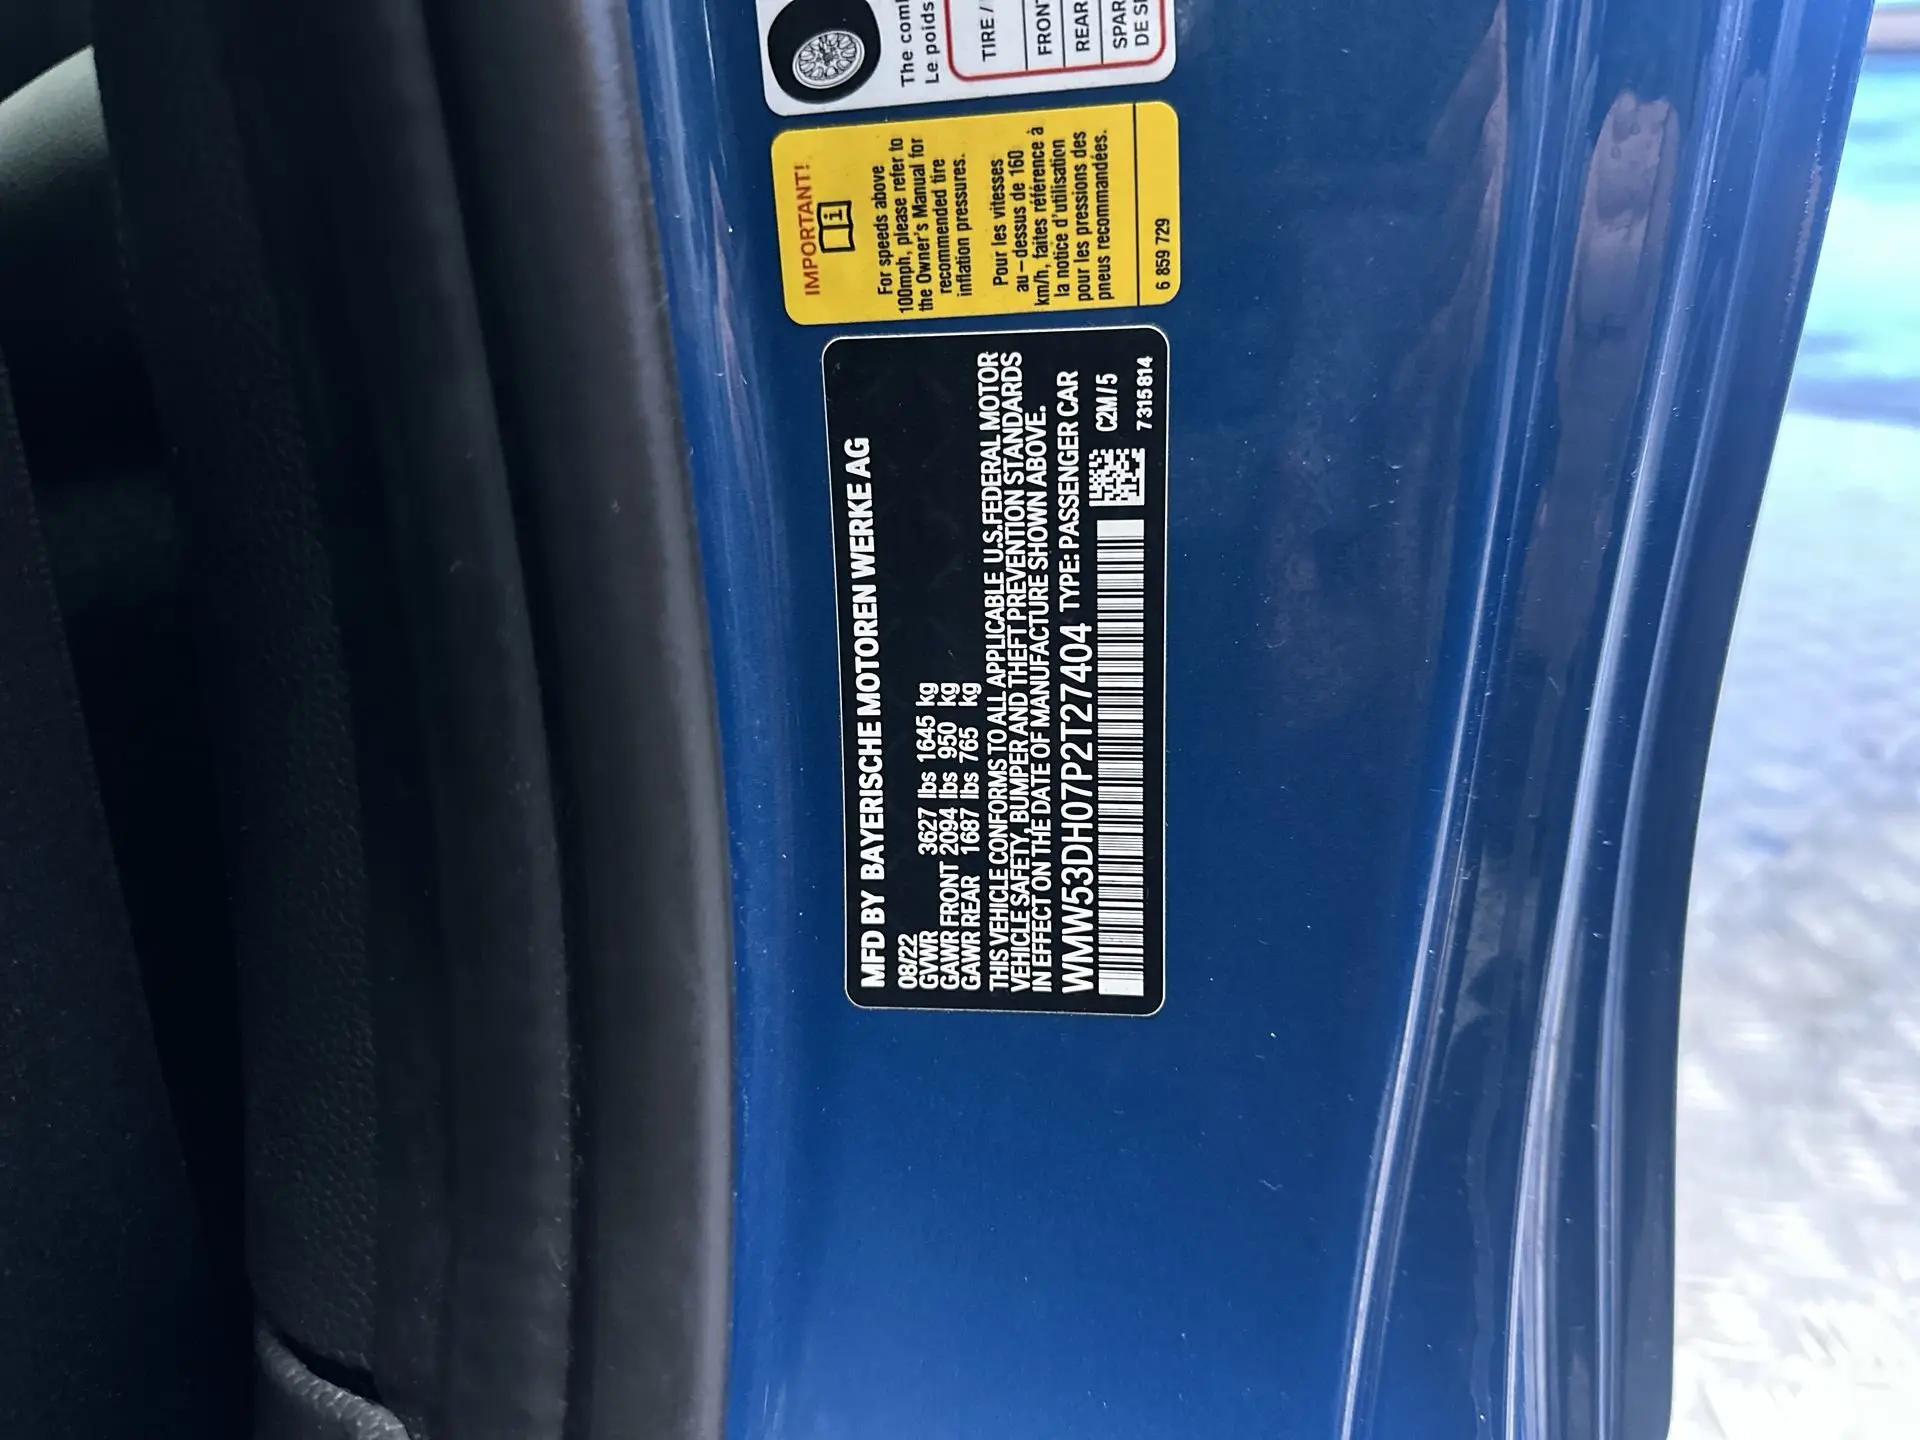 The
Le poids
TIRE /
FRONT
REAR
DE
IMPORTANT!
For speeds above
100mph, please refer to
the Owner's Manual for
recommended tire
inflation pressures.
Pour les vitesses
au-dessus de 160
km/h, faites référence à
la notice d'utilisation
pour les pressions des
pneus recommandées.
6 859 729
MFD BY BAYERISCHE MOTOREN WERKE AG
08/22
GVWR 3627 lbs 1645 kg
GAWR FRONT 2094 lbs 950 kg
GAWR REAR 1687 lbs 765 kg
THIS VEHICLE CONFORMS TO ALL APPLICABLE U.S.FEDERAL MOTOR
VEHICLE SAFETY, BUMPER AND THEFT PREVENTION STANDARDS
IN EFFECT ON THE DATE OF MANUFACTURE SHOWN ABOVE.
WMW53DH07P2T27404 TYPE: PASSENGER CAR
C2M/5
7315814